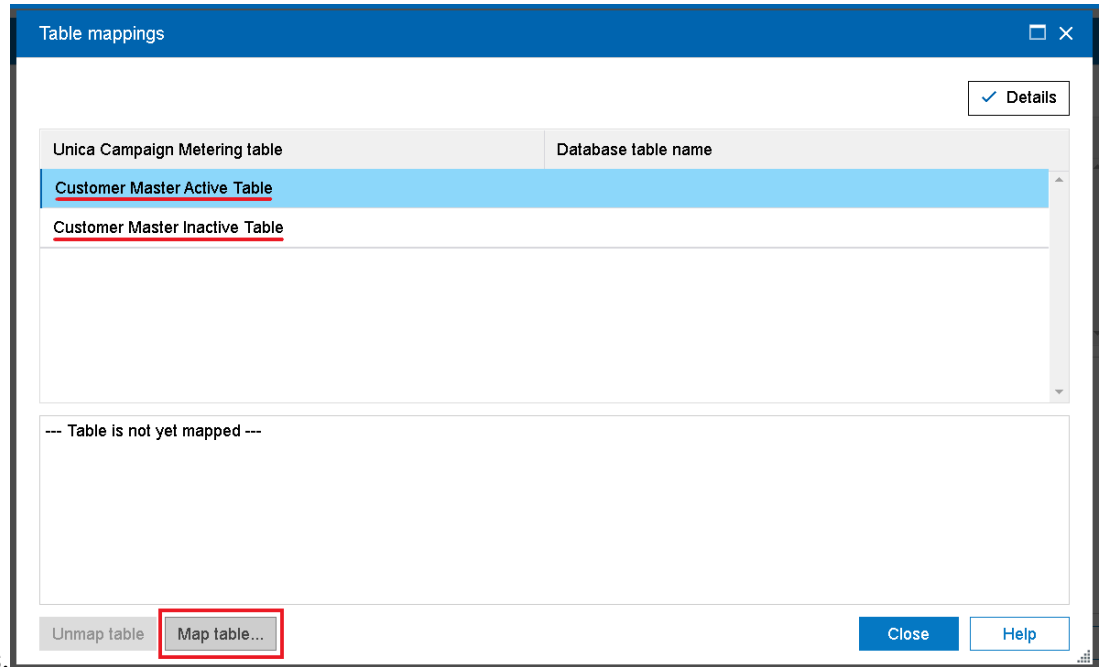 Table mappings
Details
Unica Campaign Metering table Database table name
Customer Master Active Table
Customer Master Inactive Table
--- Table is not yet mapped ---
Unmap table Map table... Close Help